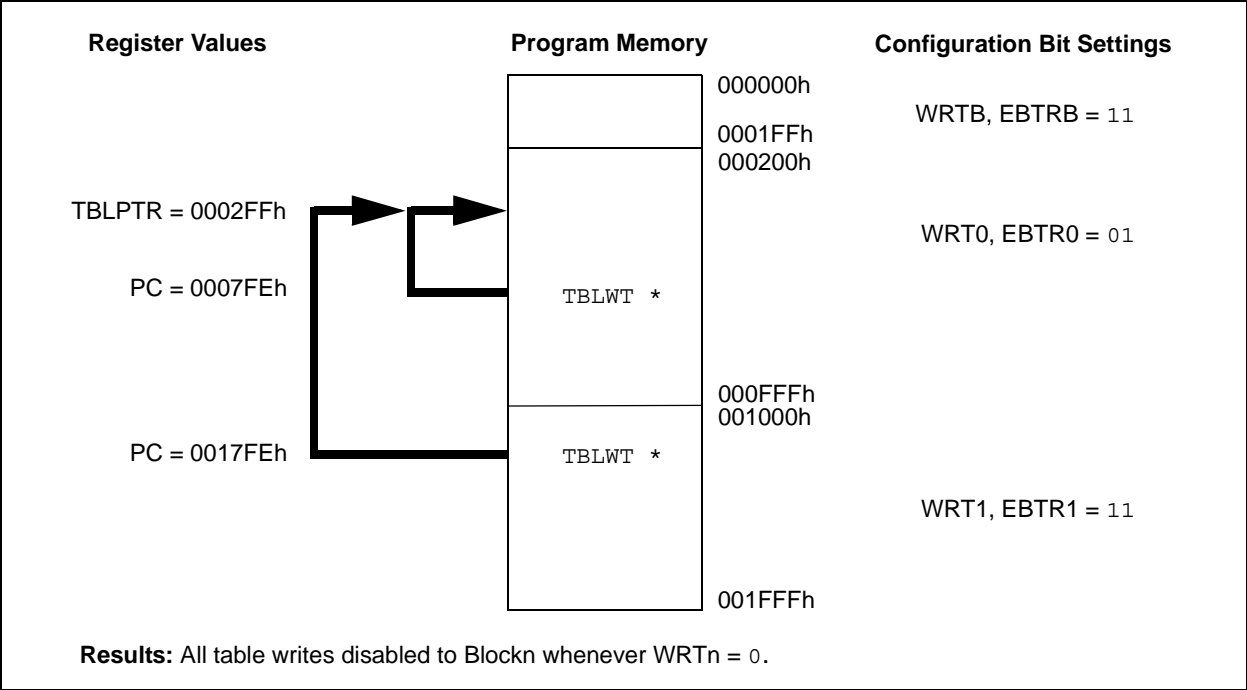 Register Values Program Memory Configuration Bit Settings
000000h
WRTB, EBTRB = 11
0001FFh
000200h
TBLPTR = 0002FFh
WRT0, EBTR0 = 01
PC = 0007FEh
TBLWT *
000FFFh
001000h
PC = 0017FEh
TBLWT *
WRT1, EBTR1 = 11
001FFFh
Results: All table writes disabled to Blockn whenever WRTn = 0.